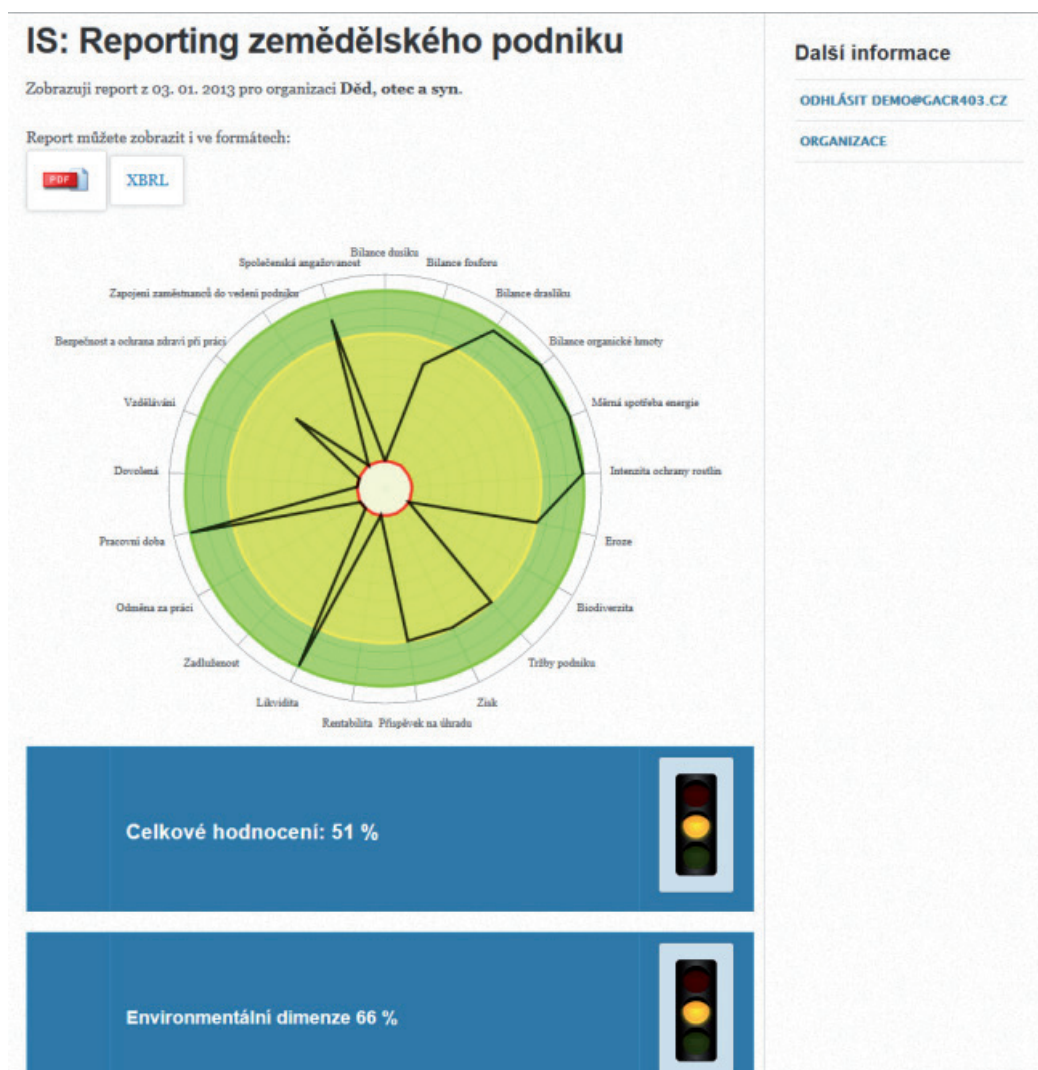 IS: Reporting zemědělského podniku
Zobrazuji report z 03. 01. 2013 pro organizaci Děd, otec a syn.
Report můžete zobrazit i ve formátech:
PDF
XBRL
Bilance dusíku
Společenská angažovanost
Bilance fosforu
Zapojení zaměstnanců do vedení podniku
Bilance draslíku
Bezpečnost a ochrana zdraví při práci
Bilance organické hmoty
Vzdělávání
Měrná spotřeba energie
Dovolená
Intenzita ochrany rostlin
Pracovní doba
Eroze
Odměna za práci
Biodiverzita
Zadluženost
Tržby podniku
Likvidita
Zisk
Rentabilita
Příspěvek na úhradu
Celkové hodnocení: 51 %
Environmentální dimenze 66 %
Další informace
ODHLÁSIT DEMO@GACR403.CZ
ORGANIZACE